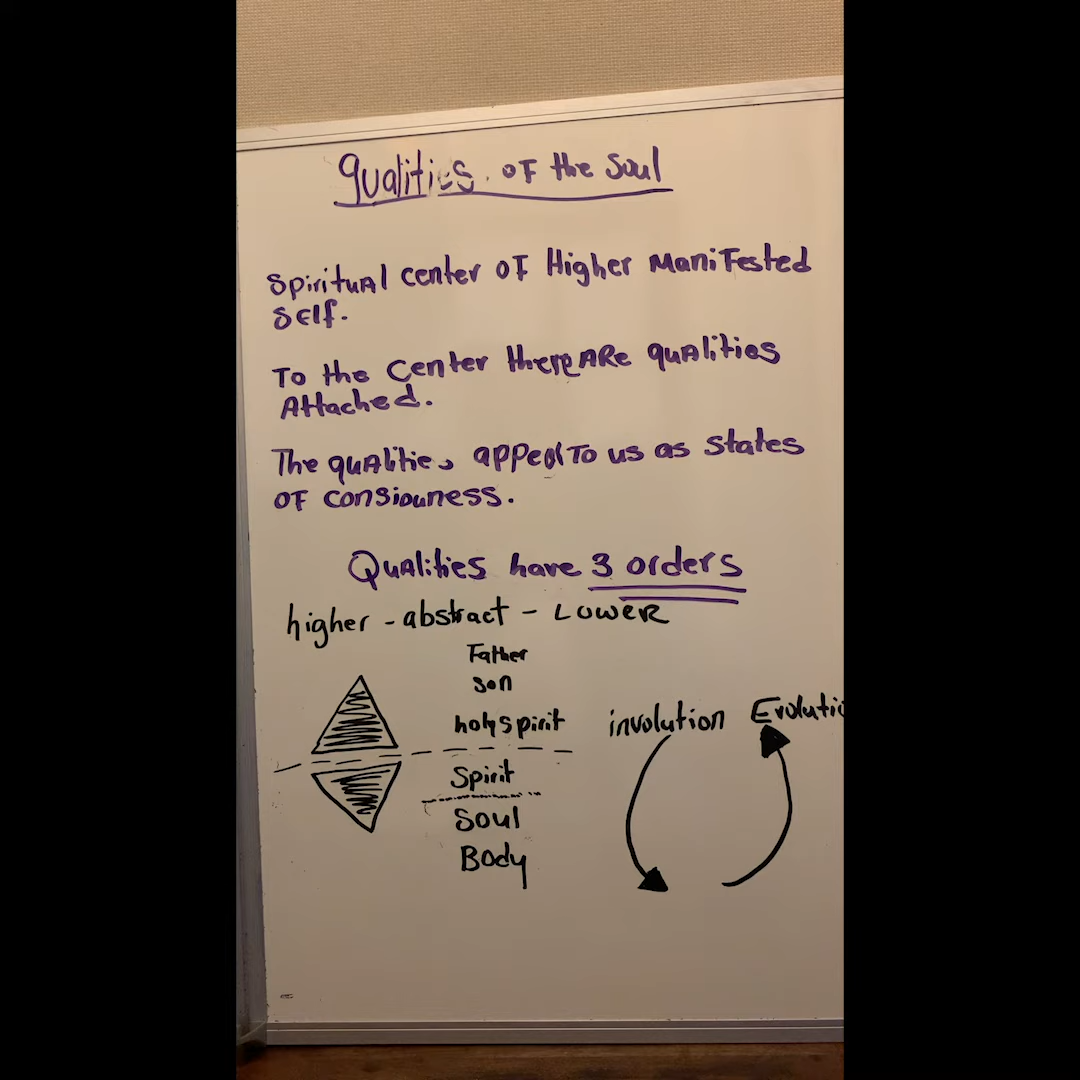 Qualities of the Soul
Spiritual Center of Higher Manifested
Self.
To the Center there are qualities
Attached.
The qualities appeal to us as States
of Consiouness.
Qualities have 3 orders
higher - abstract - Lower
Father
Son
holy spirit
involution Evolutio
Spirit
Soul
Body